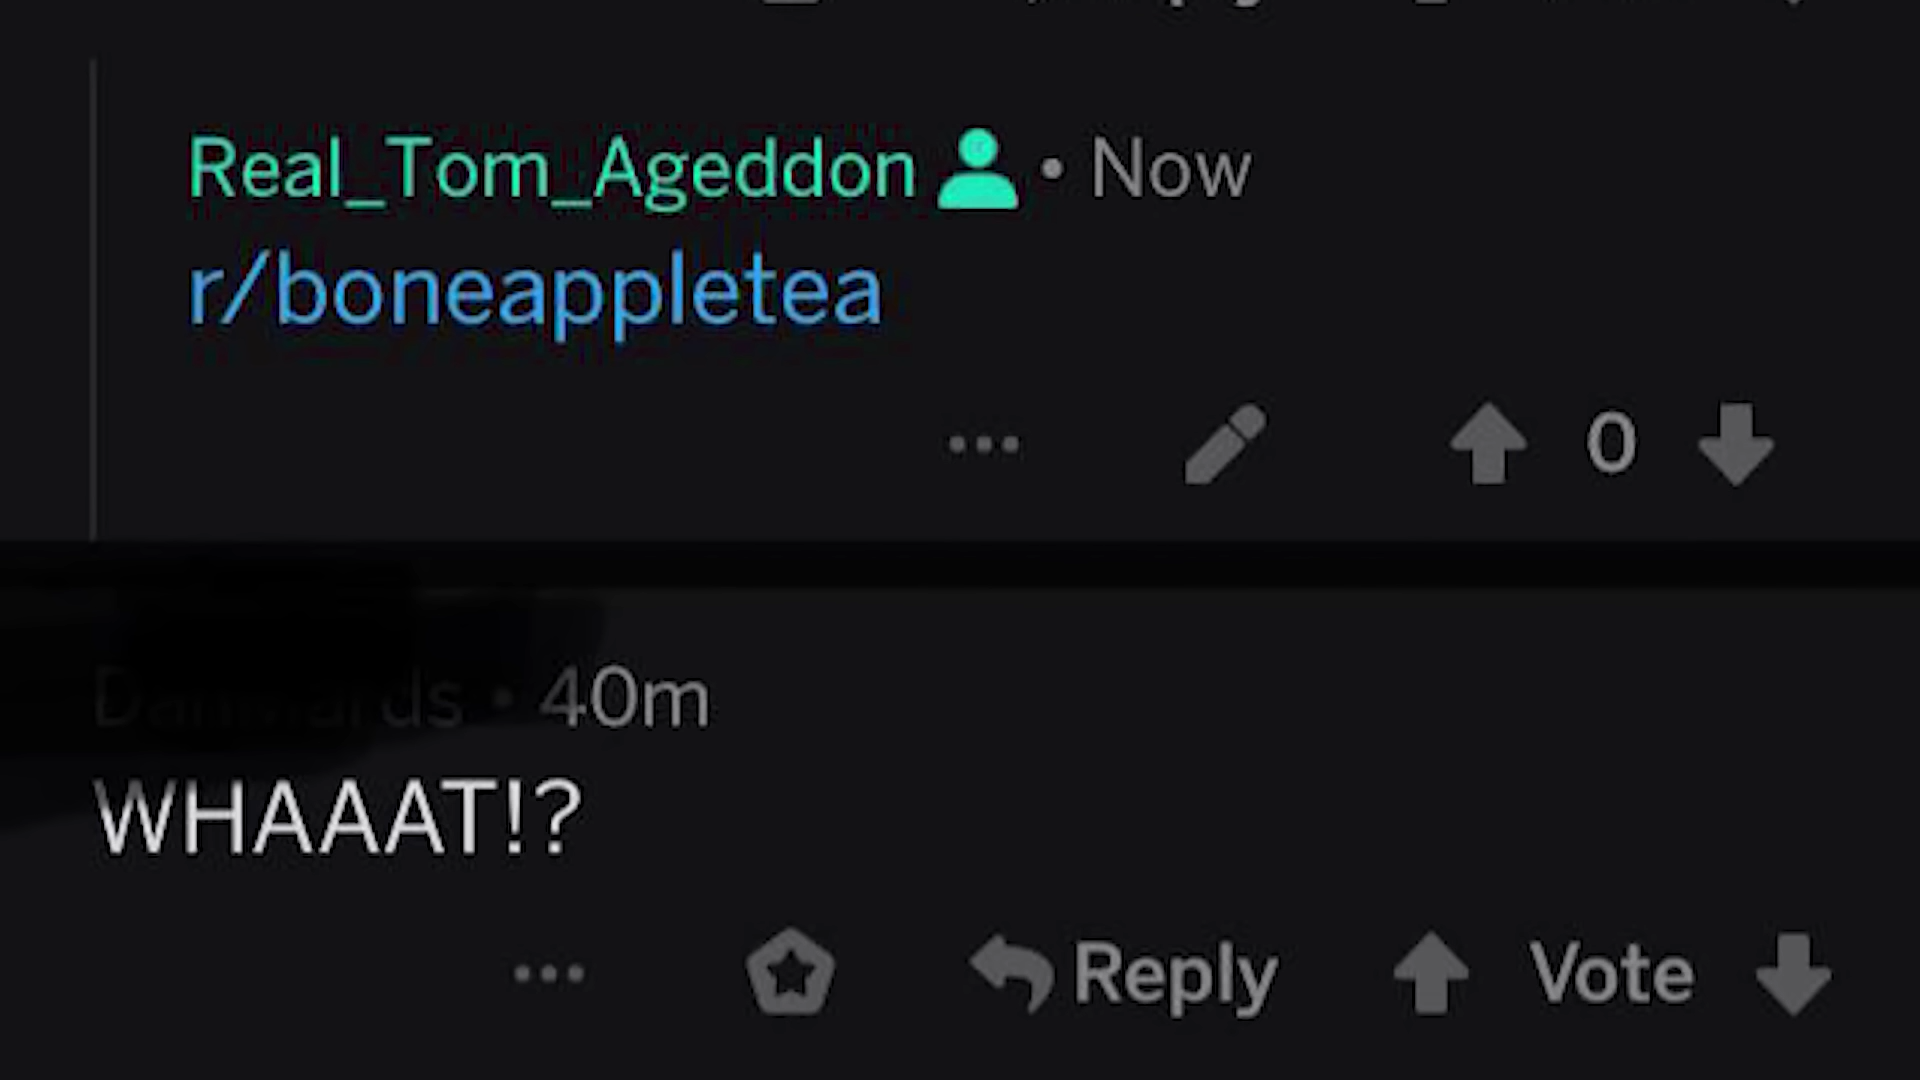 Real_Tom_Ageddon • Now
r/boneappletea
0
• 40m
WHAAAT!?
Reply Vote